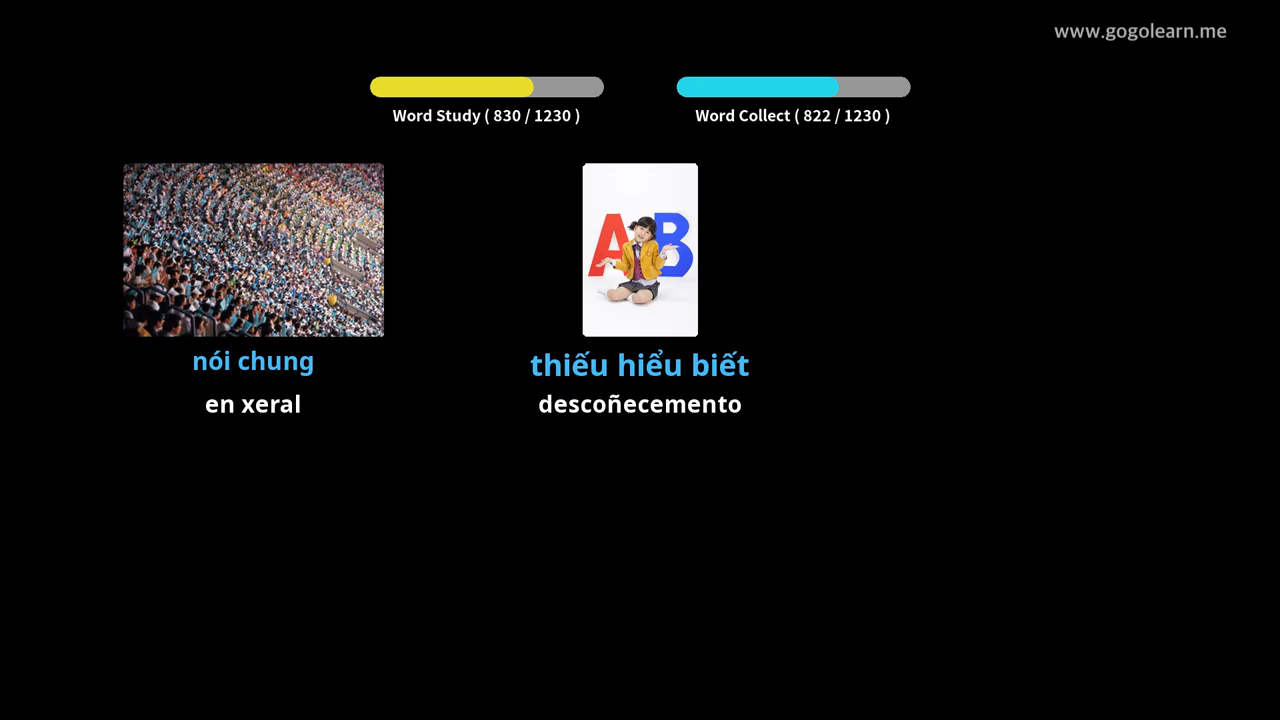 www.gogolearn.me
Word Study ( 830 / 1230 )
Word Collect ( 822 / 1230 )
A B
nói chung
thiếu hiểu biết
en xeral
descoñecemento